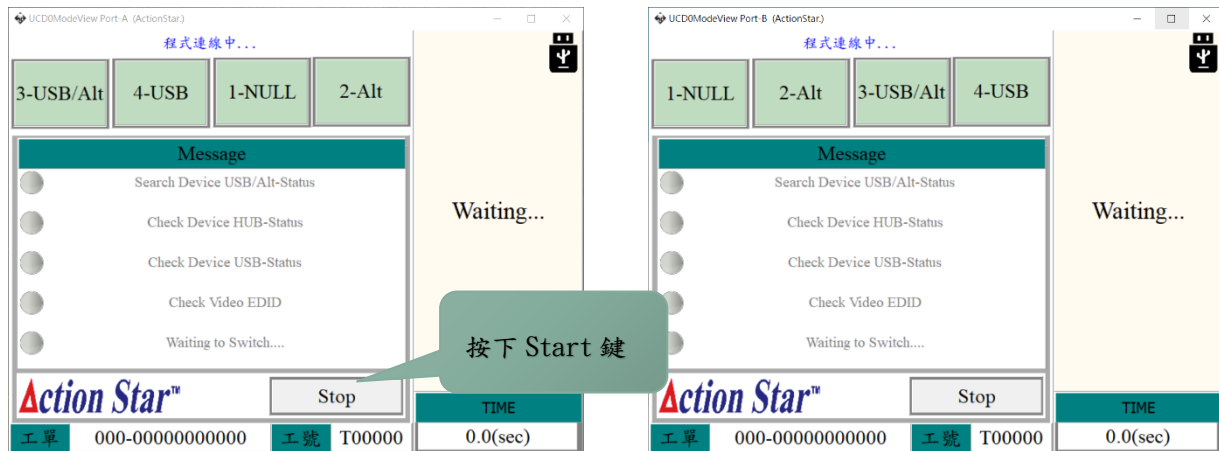 UCD0ModeView Port-A (ActionStar.)
程式連線中...
3-USB/Alt 4-USB 1-NULL 2-Alt
Message
Search Device USB/Alt-Status
Check Device HUB-Status
Check Device USB-Status
Check Video EDID
Waiting to Switch....
Action Star™
Stop
工單 000-00000000000 工號 T00000
Waiting...
TIME
0.0(sec)
按下 Start 鍵
UCD0ModeView Port-B (ActionStar.)
程式連線中...
1-NULL 2-Alt 3-USB/Alt 4-USB
Message
Search Device USB/Alt-Status
Check Device HUB-Status
Check Device USB-Status
Check Video EDID
Waiting to Switch....
Action Star™
Stop
工單 000-00000000000 工號 T00000
Waiting...
TIME
0.0(sec)